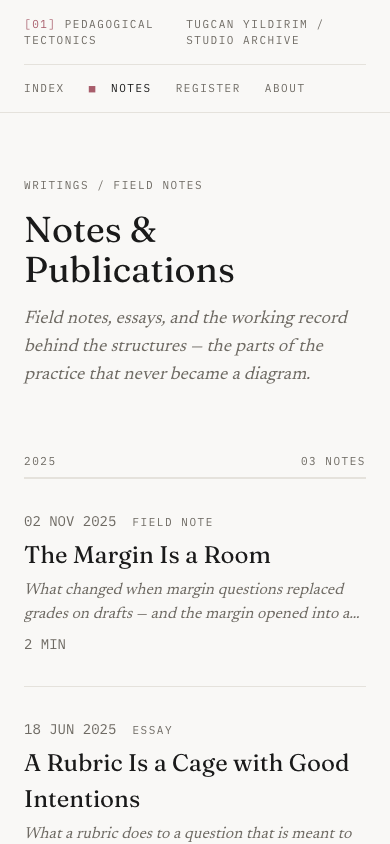 [01] PEDAGOGICAL TECTONICS
TUGCAN YILDIRIM / STUDIO ARCHIVE
INDEX ■ NOTES REGISTER ABOUT
WRITINGS / FIELD NOTES
Notes &
Publications
Field notes, essays, and the working record
behind the structures — the parts of the
practice that never became a diagram.
2025 03 NOTES
02 NOV 2025 FIELD NOTE
The Margin Is a Room
What changed when margin questions replaced
grades on drafts — and the margin opened into a…
2 MIN
18 JUN 2025 ESSAY
A Rubric Is a Cage with Good
Intentions
What a rubric does to a question that is meant to